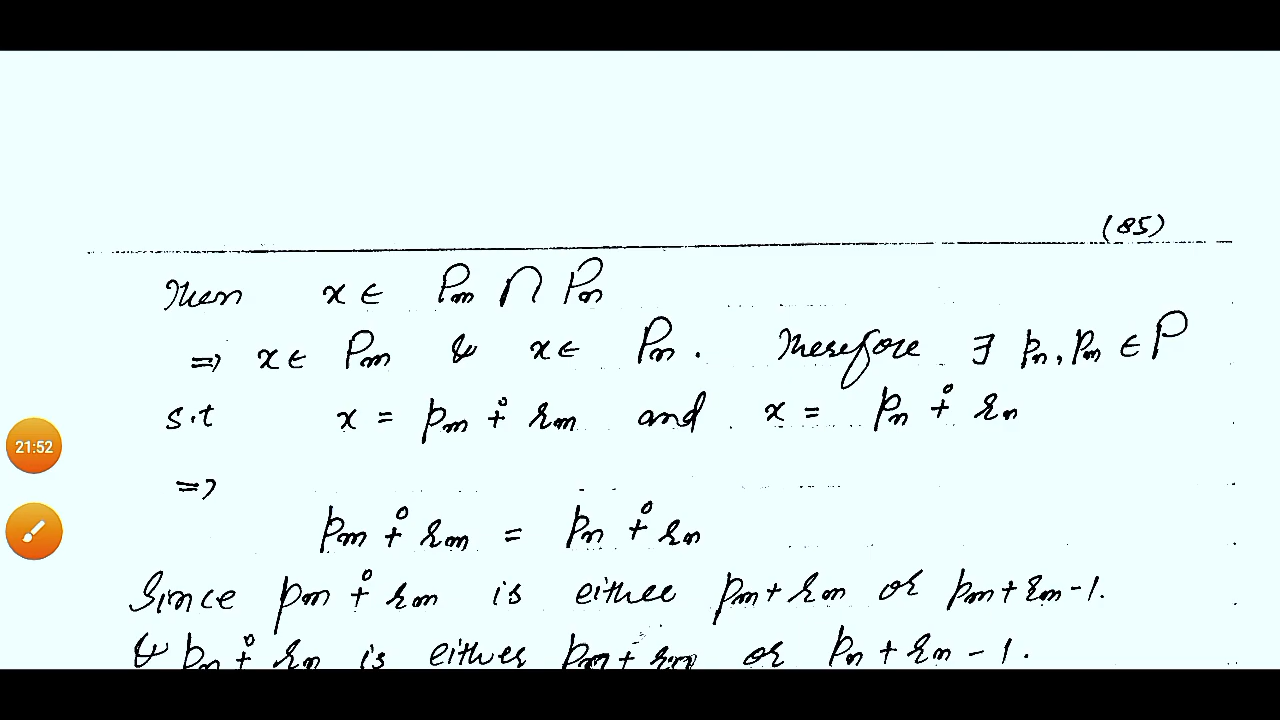 (85)
Then x ∈ Pm ∩ Pn
=> x ∈ Pm & x ∈ Pn. Therefore ∃ pn, pm ∈ P
s.t x = pm +° rm and x = pn +° rn
=>
pm +° rm = pn +° rn
Since pm +° rm is either pm + rm or pm + rm - 1.
& pn +° rn is either pn + rn or pn + rn - 1.
21:52